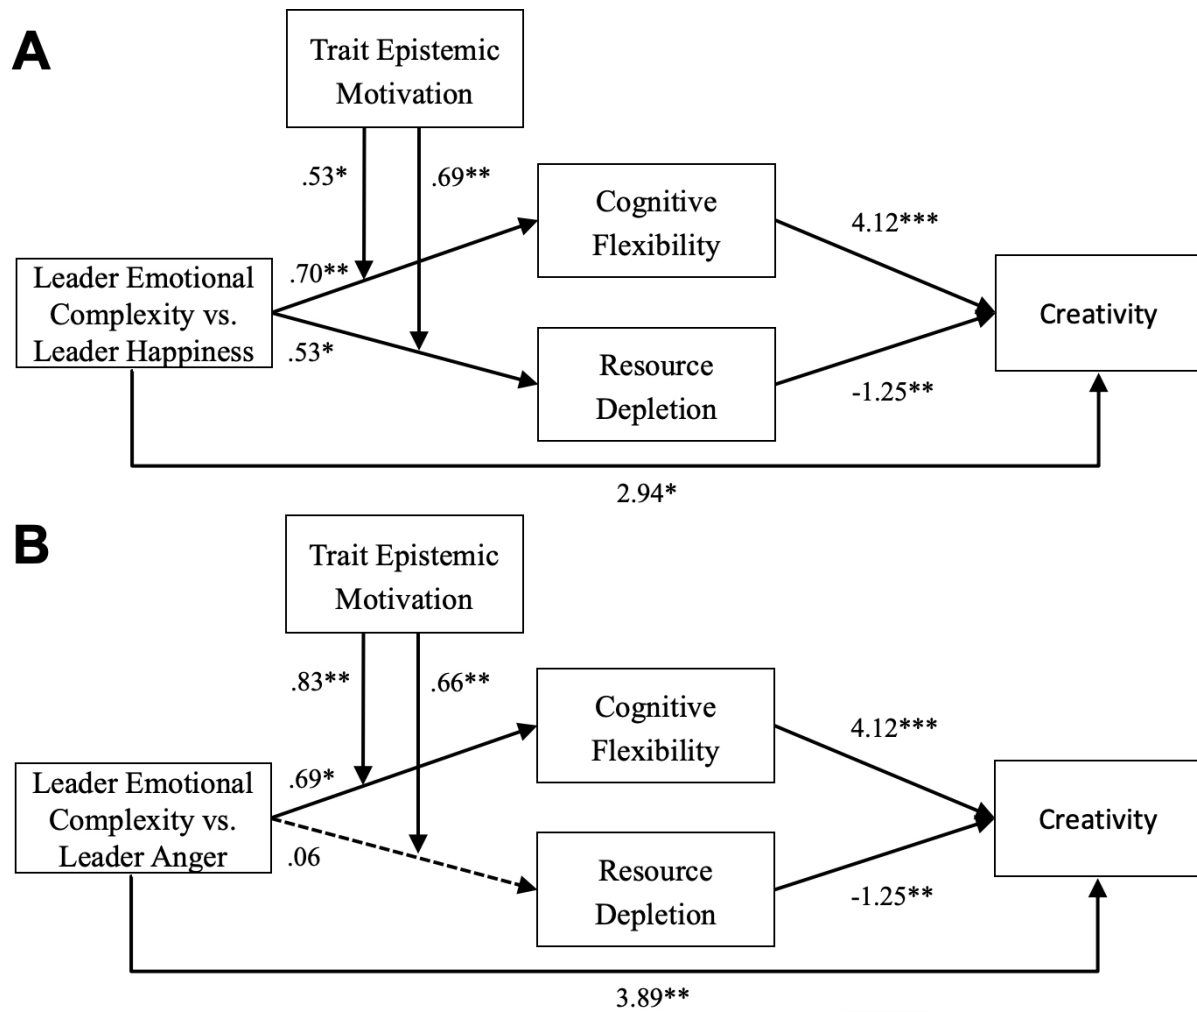 A
Trait Epistemic
Motivation
.53*
.69**
Cognitive
Flexibility
4.12***
Leader Emotional
Complexity vs.
Leader Happiness
.70**
.53*
Creativity
Resource
Depletion
-1.25**
2.94*
B
Trait Epistemic
Motivation
.83**
.66**
Cognitive
Flexibility
4.12***
Leader Emotional
Complexity vs.
Leader Anger
.69*
.06
Creativity
Resource
Depletion
-1.25**
3.89**